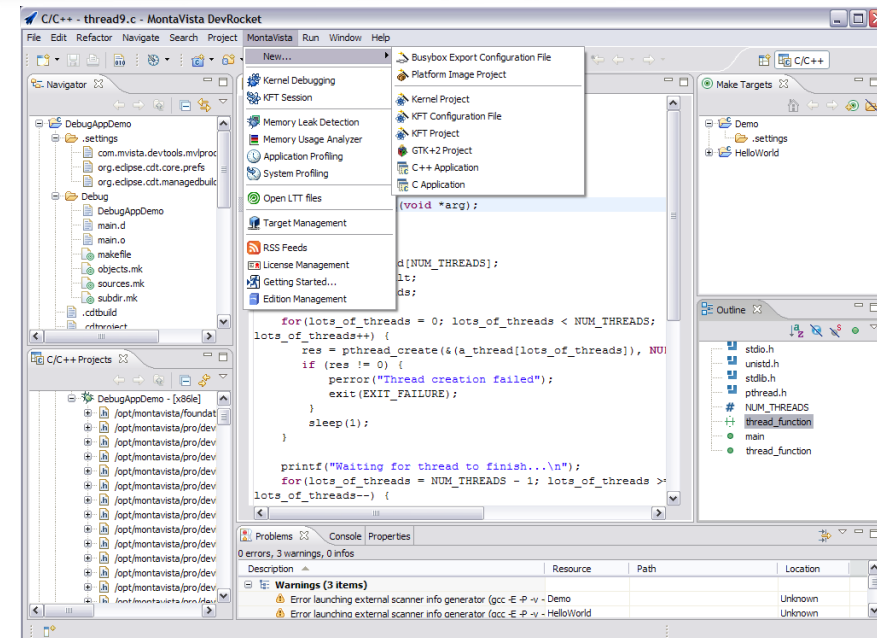 C/C++ - thread9.c - MontaVista DevRocket
File Edit Refactor Navigate Search Project MontaVista Run Window Help
C/C++
New...
Kernel Debugging
KFT Session
Memory Leak Detection
Memory Usage Analyzer
Application Profiling
System Profiling
Open LTT files
Target Management
RSS Feeds
License Management
Getting Started...
Edition Management
Busybox Export Configuration File
Platform Image Project
Kernel Project
KFT Configuration File
KFT Project
GTK+2 Project
C++ Application
C Application
Navigator
DebugAppDemo
.settings
com.mvista.devtools.mvlproc
org.eclipse.cdt.core.prefs
org.eclipse.cdt.managedbuild
Debug
DebugAppDemo
main.d
main.o
makefile
objects.mk
sources.mk
subdir.mk
.cdtbuild
.cdtproject
C/C++ Projects
DebugAppDemo - [x86le]
/opt/montavista/foundat
/opt/montavista/pro/dev
/opt/montavista/pro/dev
/opt/montavista/pro/dev
/opt/montavista/pro/dev
/opt/montavista/pro/dev
/opt/montavista/pro/dev
/opt/montavista/pro/dev
/opt/montavista/pro/dev
/opt/montavista/pro/dev
/opt/montavista/pro/dev
/opt/montavista/pro/dev
/opt/montavista/pro/dev
/opt/montavista/pro/dev
(void *arg);
d[NUM_THREADS];
lt;
ds;
for(lots_of_threads = 0; lots_of_threads < NUM_THREADS;
lots_of_threads++) {
res = pthread_create(&(a_thread[lots_of_threads]), NU
if (res != 0) {
perror("Thread creation failed");
exit(EXIT_FAILURE);
}
sleep(1);
}
printf("Waiting for thread to finish...\n");
for(lots_of_threads = NUM_THREADS - 1; lots_of_threads >=
lots_of_threads--) {
Make Targets
Demo
.settings
HelloWorld
Outline
stdio.h
unistd.h
stdlib.h
pthread.h
# NUM_THREADS
thread_function
main
thread_function
Problems Console Properties
0 errors, 3 warnings, 0 infos
Description Resource Path Location
Warnings (3 items)
Error launching external scanner info generator (gcc -E -P -v - Demo Unknown
Error launching external scanner info generator (gcc -E -P -v - HelloWorld Unknown